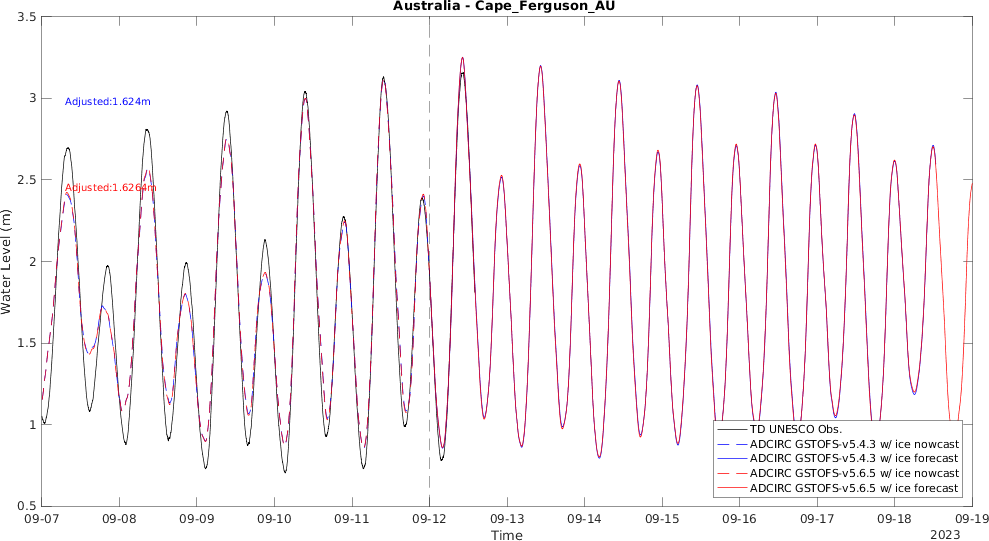 Australia - Cape_Ferguson_AU
3.5
3
2.5
2
1.5
1
0.5
Water Level (m)
Adjusted:1.624m
Adjusted:1.6264m
TD UNESCO Obs.
ADCIRC GSTOFS-v5.4.3 w/ ice nowcast
ADCIRC GSTOFS-v5.4.3 w/ ice forecast
ADCIRC GSTOFS-v5.6.5 w/ ice nowcast
ADCIRC GSTOFS-v5.6.5 w/ ice forecast
09-07 09-08 09-09 09-10 09-11 09-12 09-13 09-14 09-15 09-16 09-17 09-18 09-19
Time
2023